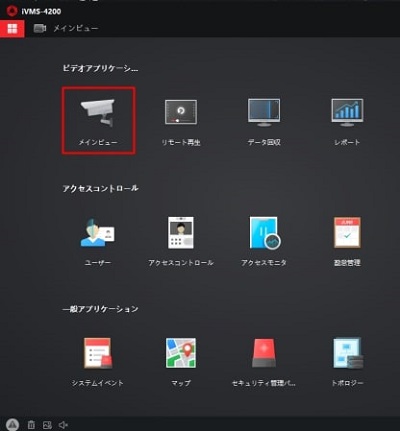 iVMS-4200
メインビュー
ビデオアプリケーシ...
メインビュー
リモート再生
データ回収
レポート
アクセスコントロール
ユーザー
アクセスコントロール
アクセスモニタ
勤怠管理
一般アプリケーション
システムイベント
マップ
セキュリティ管理パ...
トポロジー